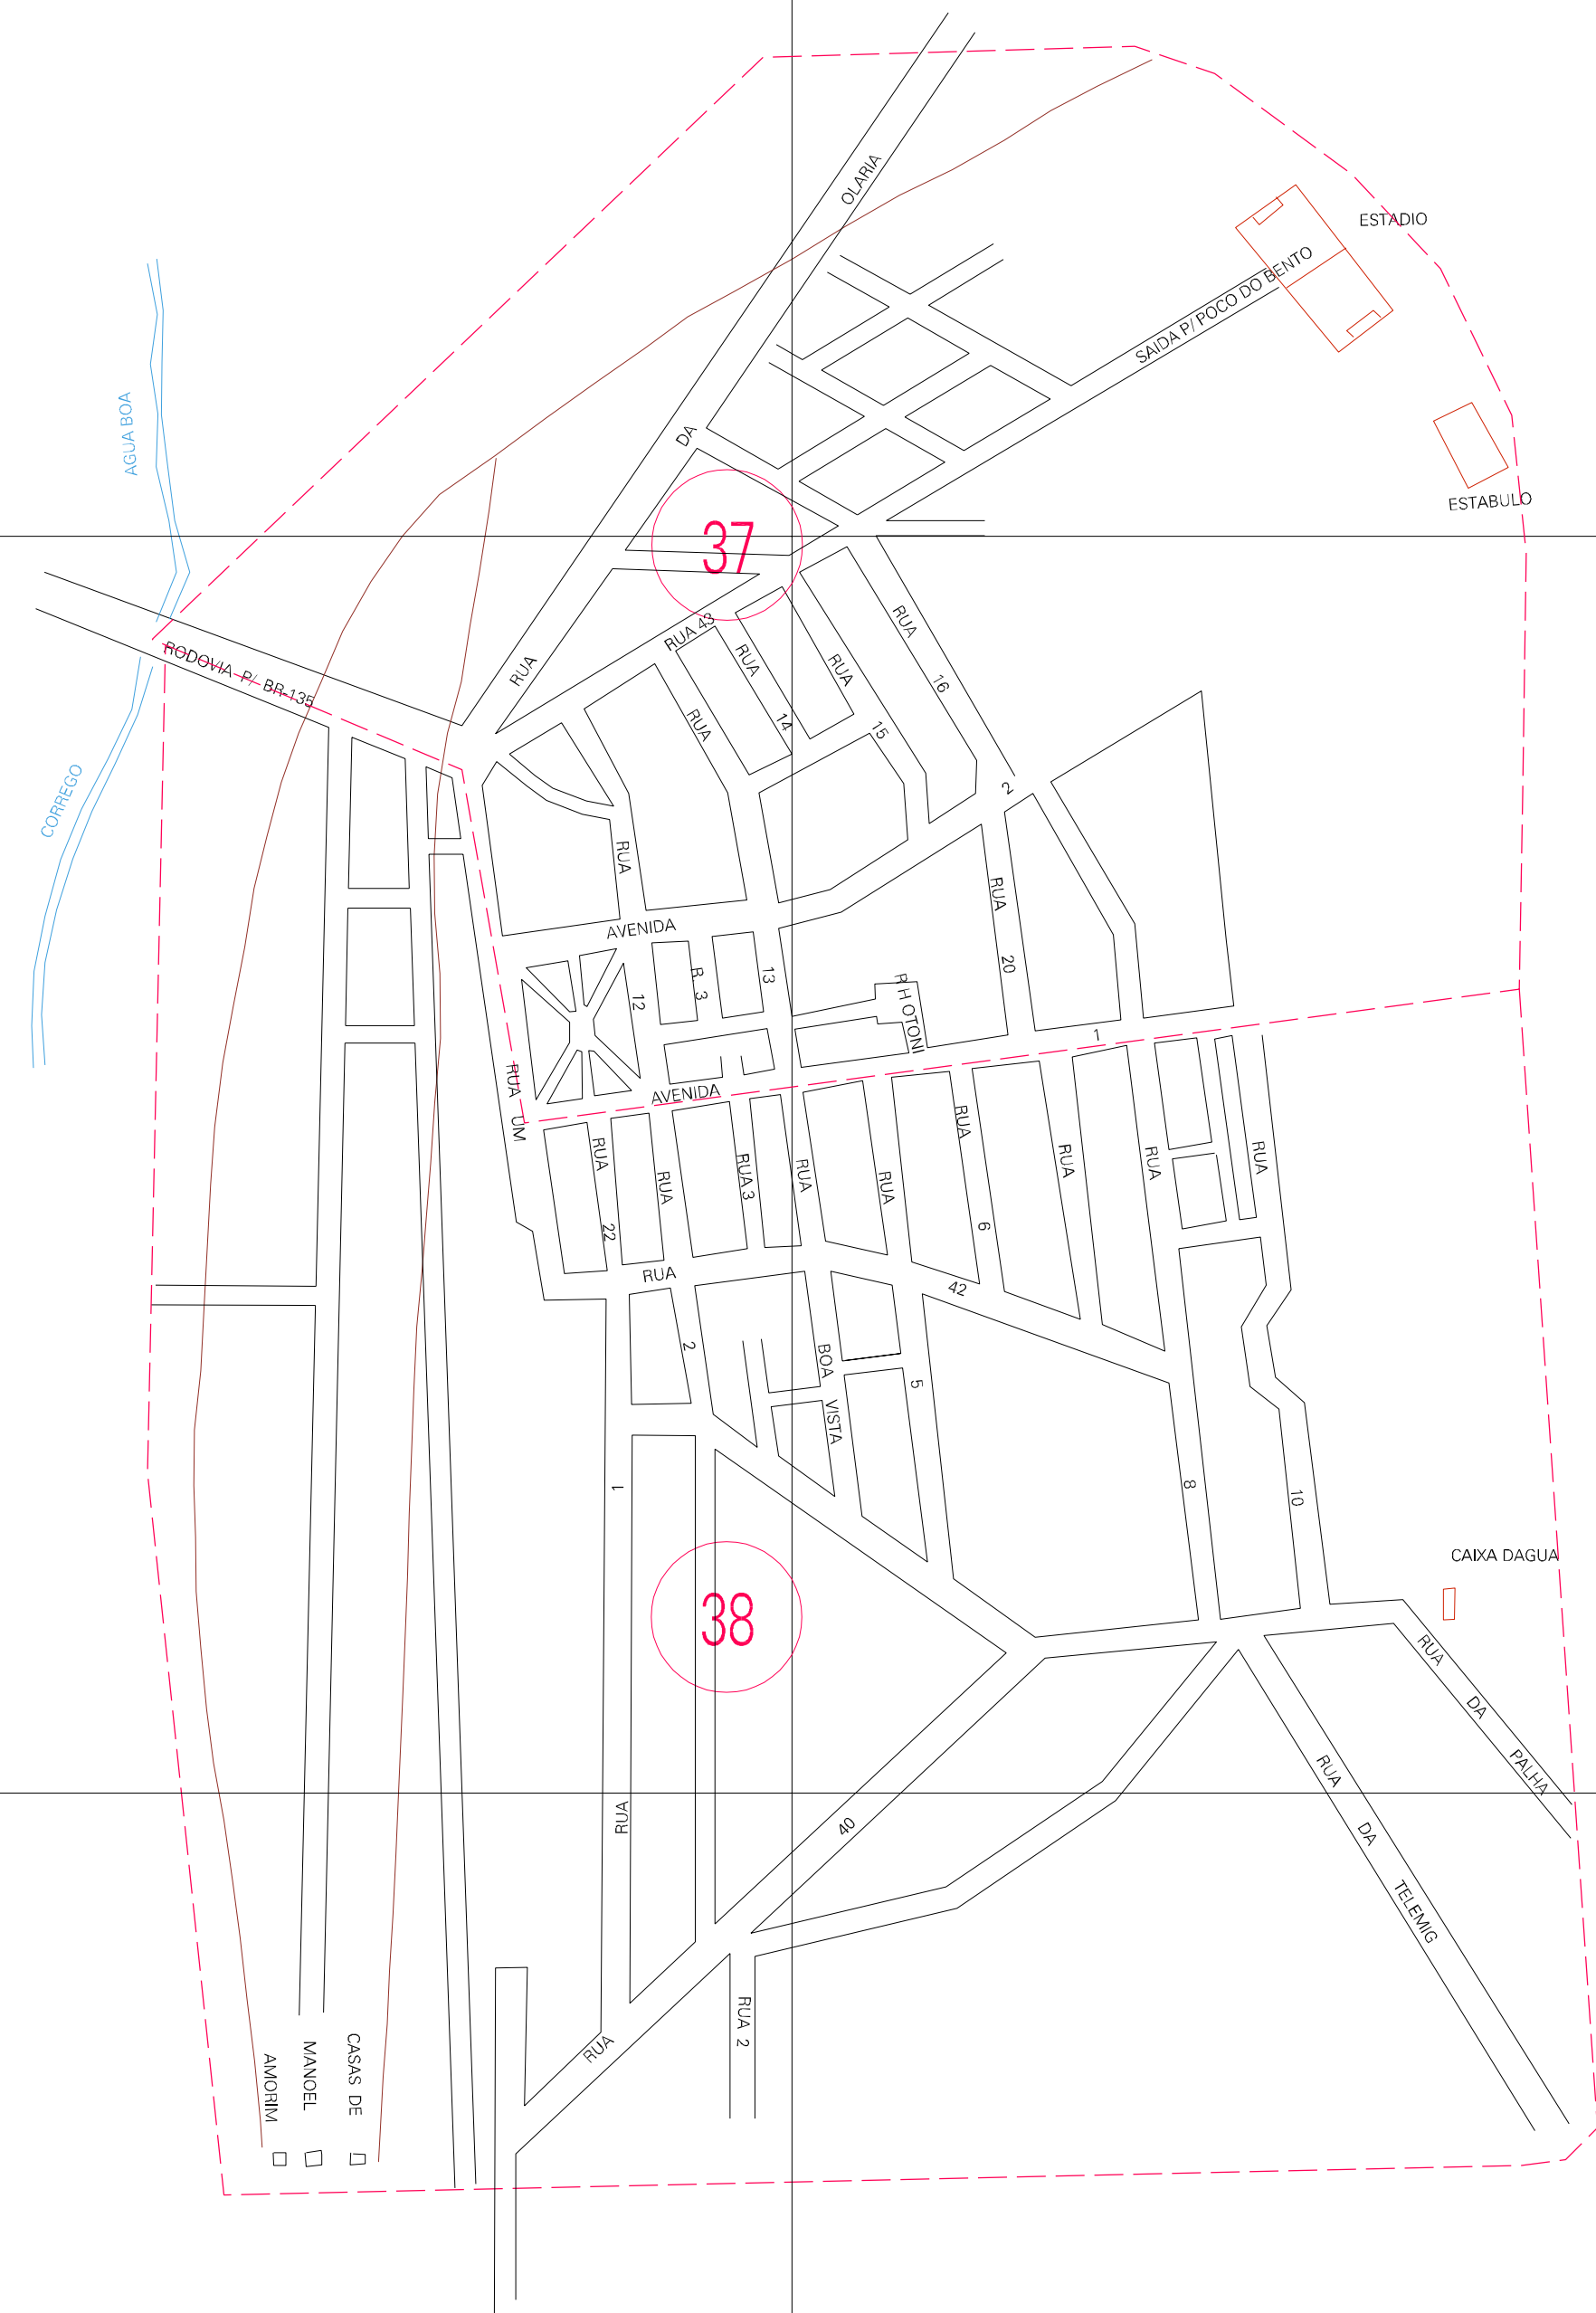 OLARIA
ESTADIO
SAIDA P/ POCO DO BENTO
AGUA BOA
DA
ESTABULO
37
RUA 43
RUA
RUA
RUA
RUA
RODOVIA P/ BR-135
16
RUA
14
15
2
CORREGO
RUA
RUA
AVENIDA
20
R. 3
13
12
R H OTONI
1
RUA UM
AVENIDA
RUA
RUA
RUA
RUA
RUA
RUA 3
RUA
RUA
RUA
22
6
RUA
42
2
BOA
5
VISTA
8
1
10
CAIXA DAGUA
38
RUA
DA
PALHA
RUA
RUA
40
DA
TELEMIG
RUA 2
RUA
CASAS DE
MANOEL
AMORIM